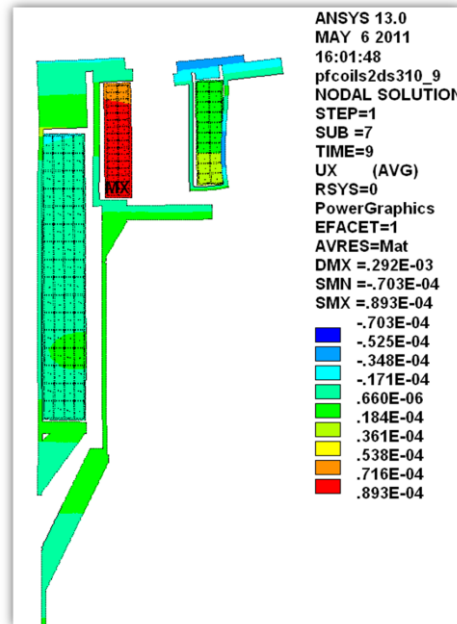 ANSYS 13.0
MAY 6 2011
16:01:48
pfcoils2ds310_9
NODAL SOLUTION
STEP=1
SUB =7
TIME=9
UX (AVG)
RSYS=0
PowerGraphics
EFACET=1
AVRES=Mat
DMX =.292E-03
SMN =-.703E-04
SMX =.893E-04
-.703E-04
-.525E-04
-.348E-04
-.171E-04
.660E-06
.184E-04
.361E-04
.538E-04
.716E-04
.893E-04
MX